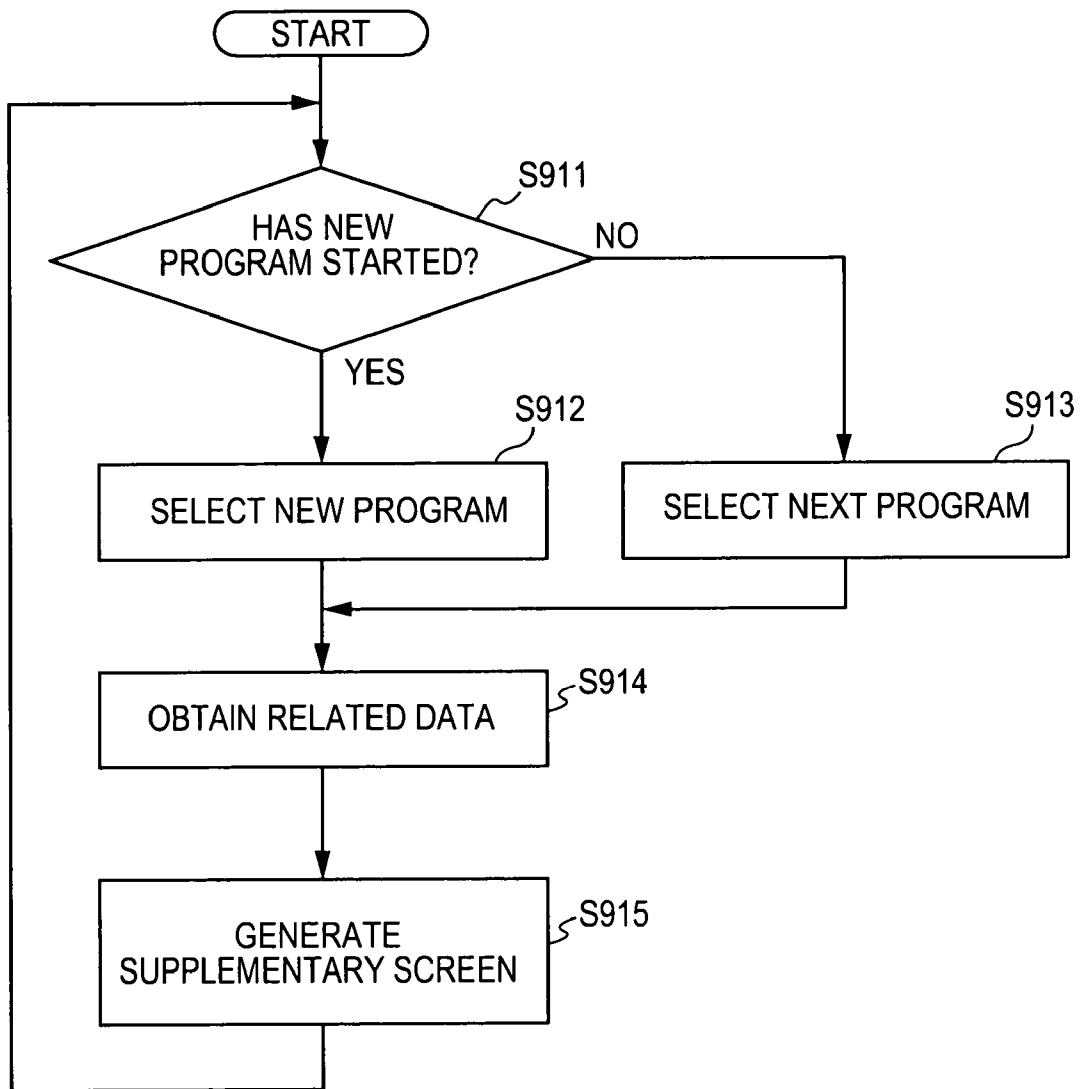 START
S911
HAS NEW
PROGRAM STARTED?
NO
YES
S912
S913
SELECT NEW PROGRAM
SELECT NEXT PROGRAM
S914
OBTAIN RELATED DATA
S915
GENERATE
SUPPLEMENTARY SCREEN